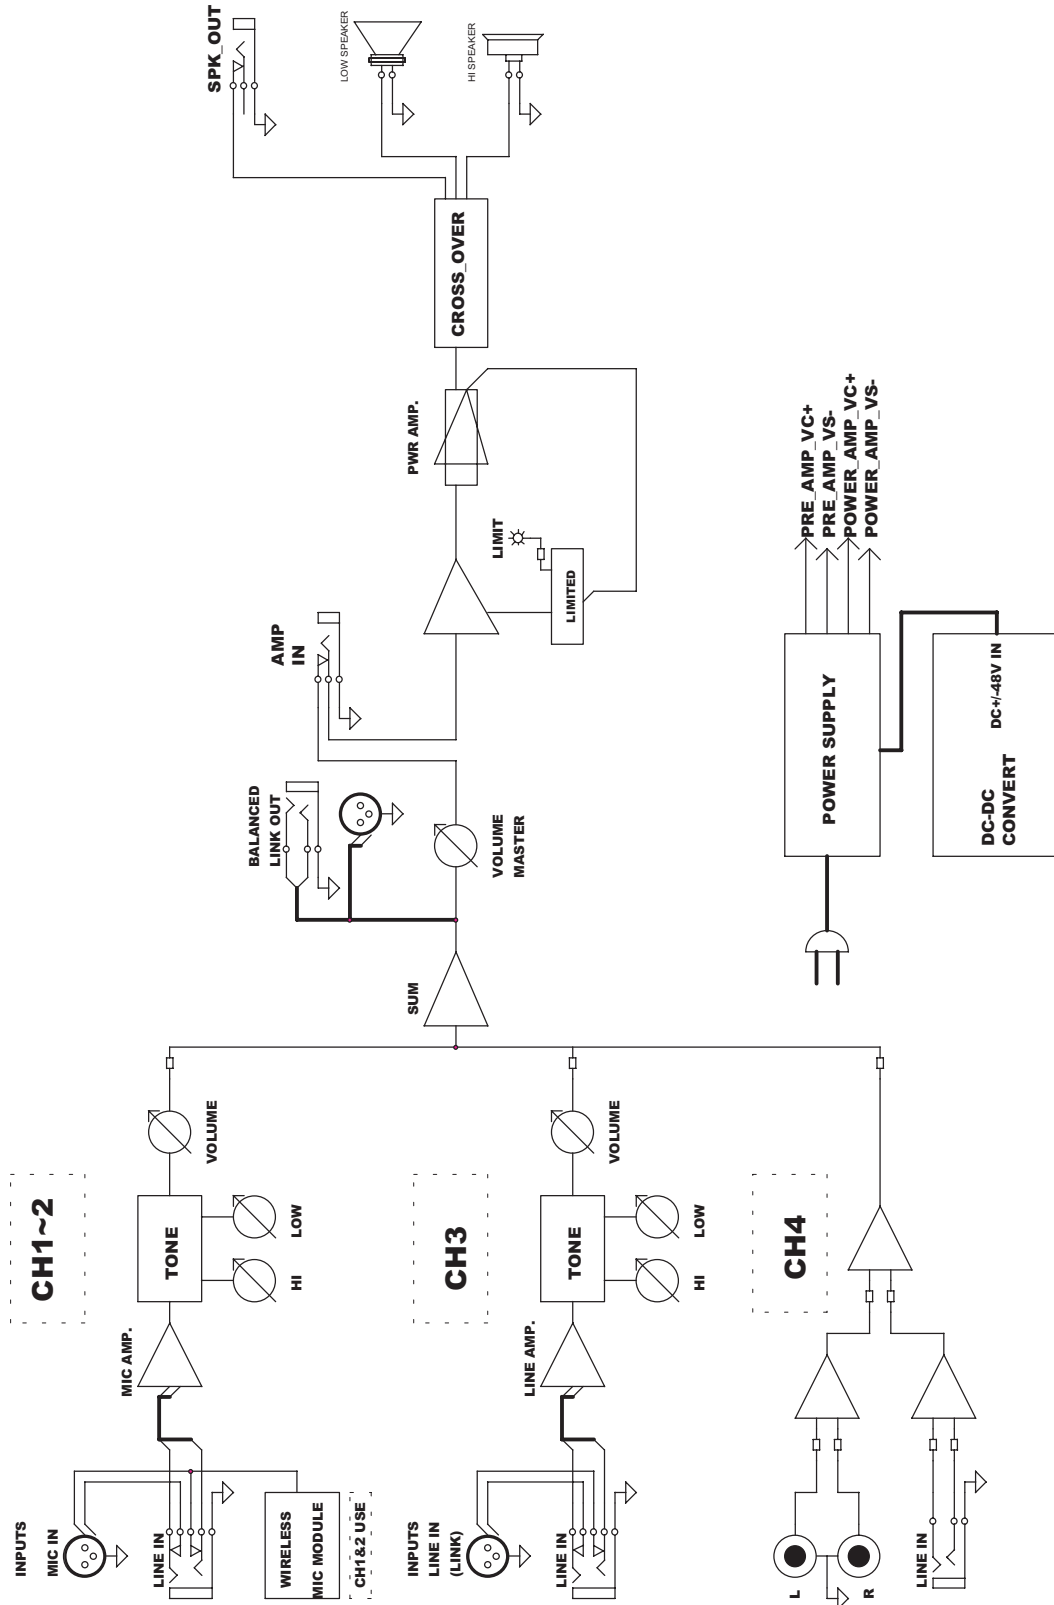 INPUTS
MIC IN
LINE IN
WIRELESS
MIC MODULE
CH1&2 USE
MIC AMP.
TONE
HI
LOW
VOLUME
CH1~2
INPUTS
LINE IN
(LINK)
LINE IN
LINE AMP.
TONE
HI
LOW
VOLUME
CH3
L
R
LINE IN
CH4
SUM
BALANCED
LINK OUT
VOLUME
MASTER
AMP
IN
LIMIT
LIMITED
PWR AMP.
CROSS_OVER
SPK_OUT
LOW SPEAKER
HI SPEAKER
POWER SUPPLY
PRE_AMP_VC+
PRE_AMP_VS-
POWER_AMP_VC+
POWER_AMP_VS-
DC-DC
CONVERT
DC+/-48V IN